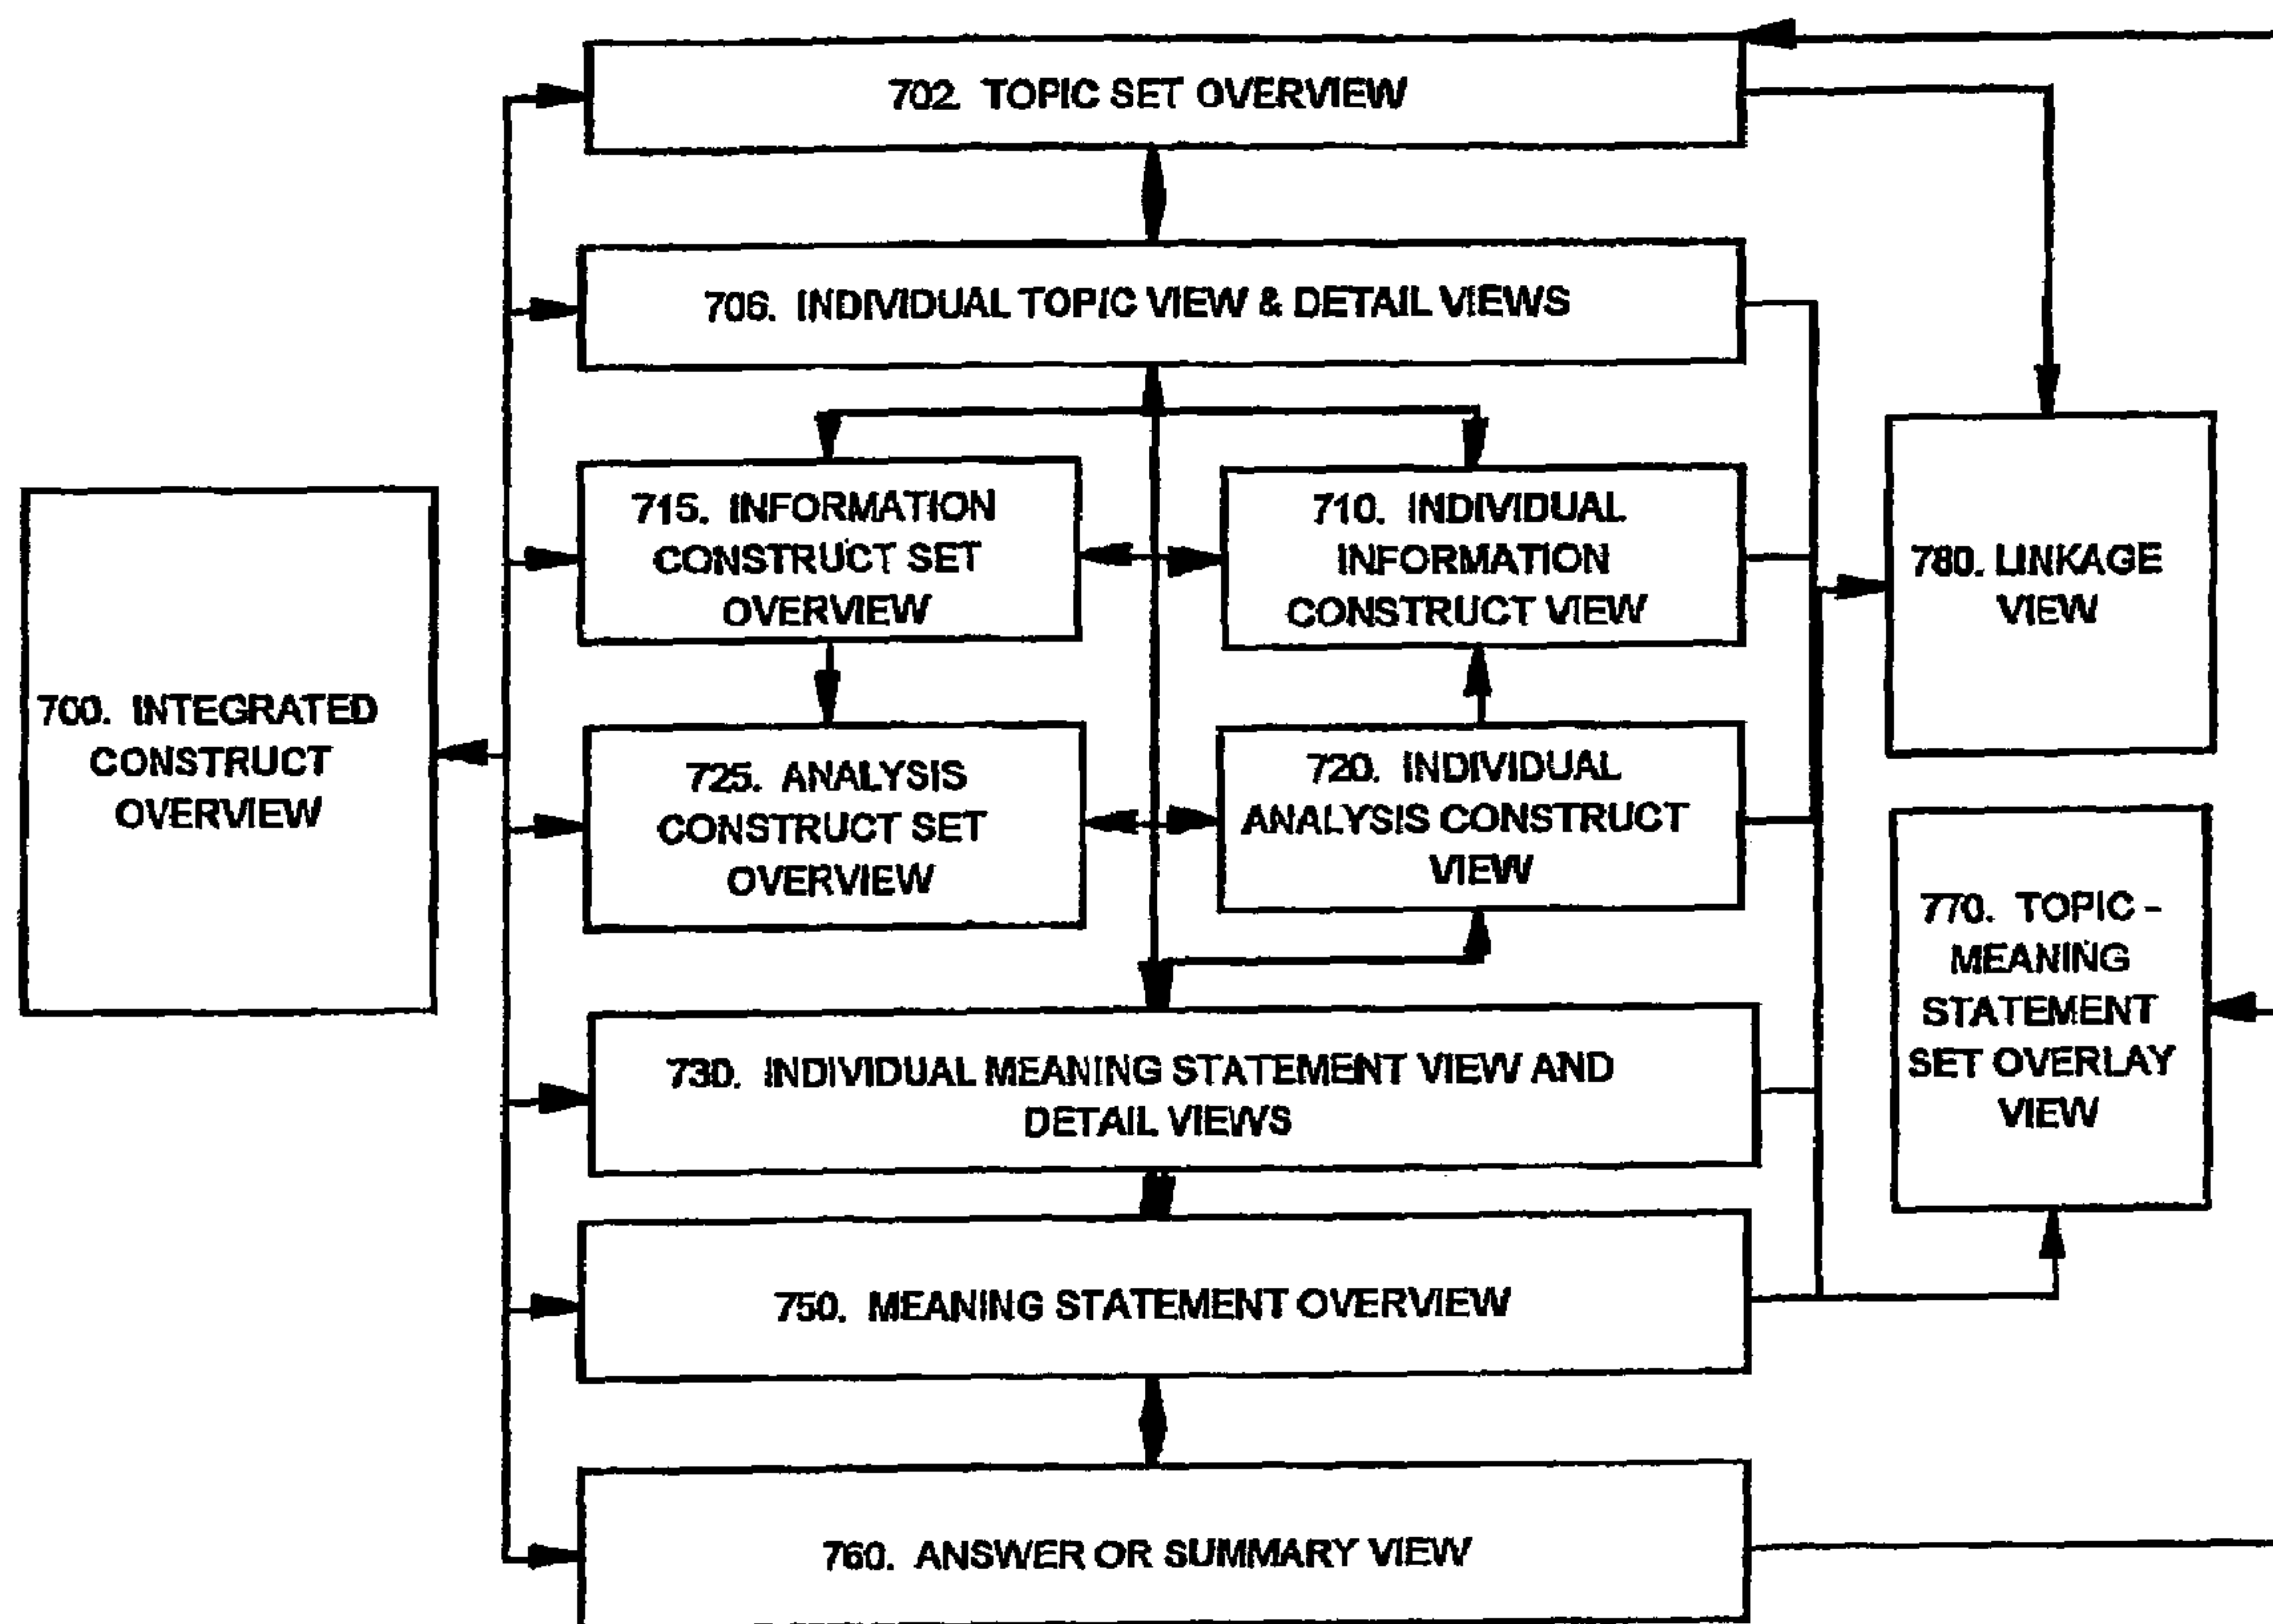 702. TOPIC SET OVERVIEW
706. INDIVIDUAL TOPIC VIEW & DETAIL VIEWS
715. INFORMATION
CONSTRUCT SET
OVERVIEW
710. INDIVIDUAL
INFORMATION
CONSTRUCT VIEW
780. LINKAGE
VIEW
700. INTEGRATED
CONSTRUCT
OVERVIEW
725. ANALYSIS
CONSTRUCT SET
OVERVIEW
720. INDIVIDUAL
ANALYSIS CONSTRUCT
VIEW
770. TOPIC -
MEANING
STATEMENT
SET OVERLAY
VIEW
730. INDIVIDUAL MEANING STATEMENT VIEW AND
DETAIL VIEWS
750. MEANING STATEMENT OVERVIEW
760. ANSWER OR SUMMARY VIEW